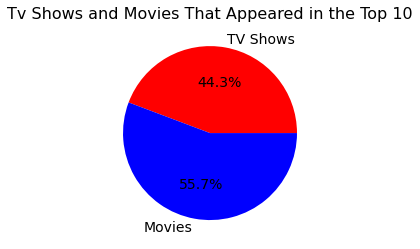 Tv Shows and Movies That Appeared in the Top 10
TV Shows
44.3%
55.7%
Movies